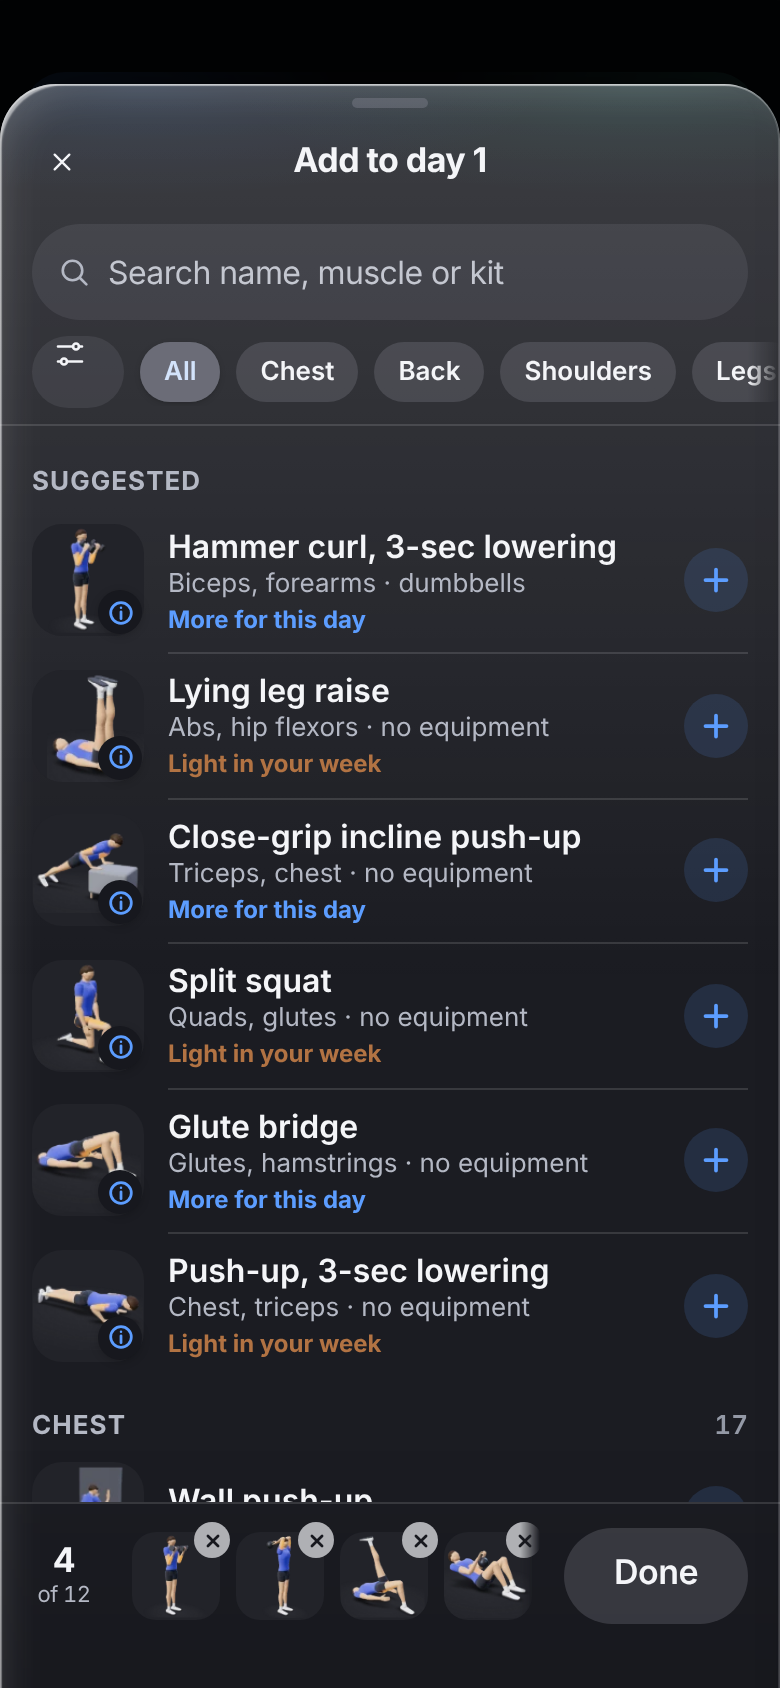 Add to day 1
Search name, muscle or kit
All
Chest
Back
Shoulders
Legs
SUGGESTED
Hammer curl, 3-sec lowering
Biceps, forearms · dumbbells
More for this day
Lying leg raise
Abs, hip flexors · no equipment
Light in your week
Close-grip incline push-up
Triceps, chest · no equipment
More for this day
Split squat
Quads, glutes · no equipment
Light in your week
Glute bridge
Glutes, hamstrings · no equipment
More for this day
Push-up, 3-sec lowering
Chest, triceps · no equipment
Light in your week
CHEST 17
Wall push-up
4
of 12
Done